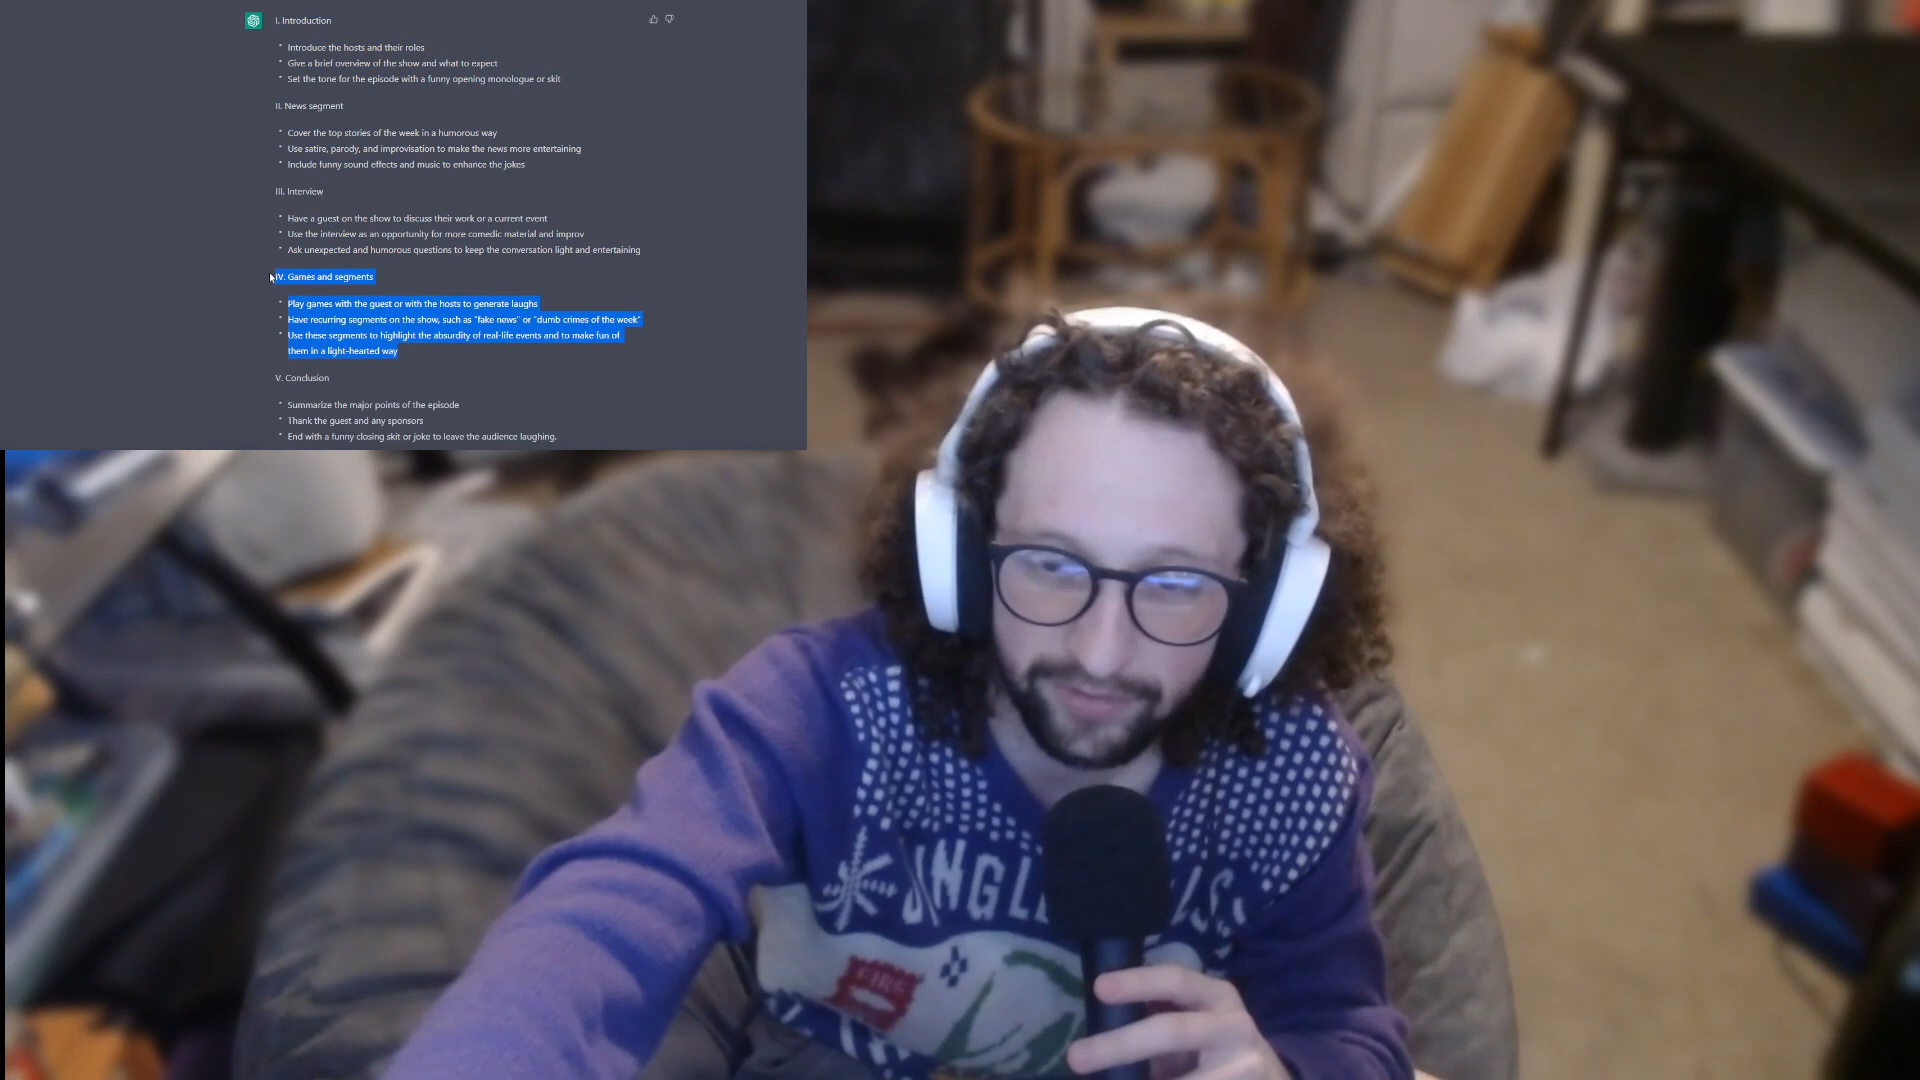 I. Introduction
Introduce the hosts and their roles
Give a brief overview of the show and what to expect
Set the tone for the episode with a funny opening monologue or skit
II. News segment
Cover the top stories of the week in a humorous way
Use satire, parody, and improvisation to make the news more entertaining
Include funny sound effects and music to enhance the jokes
III. Interview
Have a guest on the show to discuss their work or a current event
Use the interview as an opportunity for more comedic material and improv
Ask unexpected and humorous questions to keep the conversation light and entertaining
IV. Games and segments
Play games with the guest or with the hosts to generate laughs
Have recurring segments on the show, such as "fake news" or "dumb crimes of the week"
Use these segments to highlight the absurdity of real-life events and to make fun of
them in a light-hearted way
V. Conclusion
Summarize the major points of the episode
Thank the guest and any sponsors
End with a funny closing skit or joke to leave the audience laughing.
FIRE